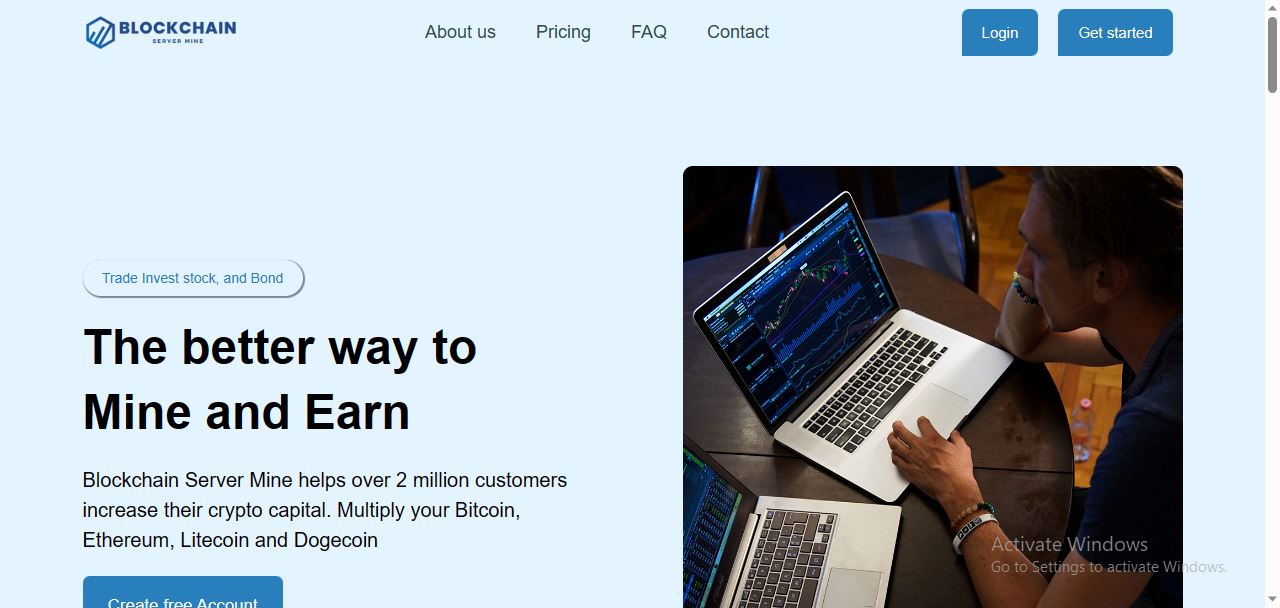 BLOCKCHAIN
SERVER MINE
About us
Pricing
FAQ
Contact
Login
Get started
Trade Invest stock, and Bond
The better way to
Mine and Earn
Blockchain Server Mine helps over 2 million customers
increase their crypto capital. Multiply your Bitcoin,
Ethereum, Litecoin and Dogecoin
Create free Account
Activate Windows
Go to Settings to activate Windows.